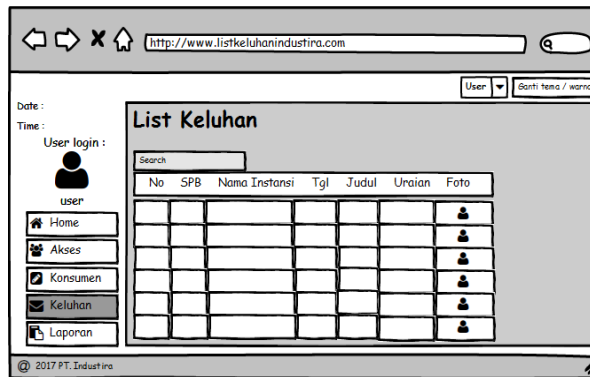 http://www.listkeluhanindustira.com
User
Ganti tema / warna
Date :
Time :
User login :
user
Home
Akses
Konsumen
Keluhan
Laporan
List Keluhan
Search
No SPB Nama Instansi Tgl Judul Uraian Foto
@ 2017 PT. Industira